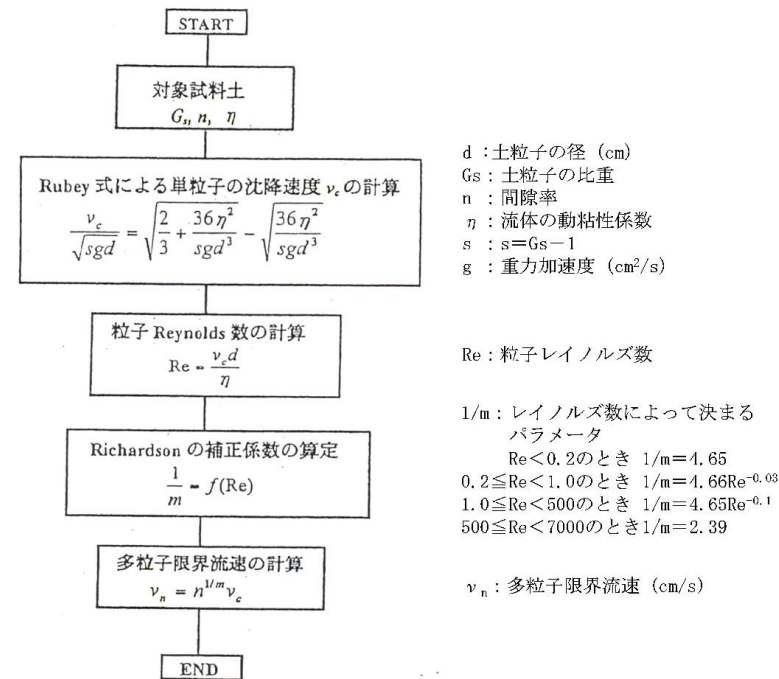 START
対象試料土
Gs, n, η
Rubey 式による単粒子の沈降速度 νcの計算
νc/√sgd = √(2/3 + 36η²/sgd³) − √(36η²/sgd³)
粒子 Reynolds 数の計算
Re = νcd/η
Richardson の補正係数の算定
1/m = f(Re)
多粒子限界流速の計算
νn = n^1/m νc
END
d：土粒子の径 (cm)
Gs：土粒子の比重
n：間隙率
η：流体の動粘性係数
s：s＝Gs−1
g：重力加速度 (cm²/s)
Re：粒子レイノルズ数
1/m：レイノルズ数によって決まる
パラメータ
Re＜0.2のとき 1/m＝4.65
0.2≦Re＜1.0のとき 1/m＝4.66Re^−0.03
1.0≦Re＜500のとき 1/m＝4.65Re^−0.1
500≦Re＜7000のとき1/m＝2.39
νn：多粒子限界流速 (cm/s)